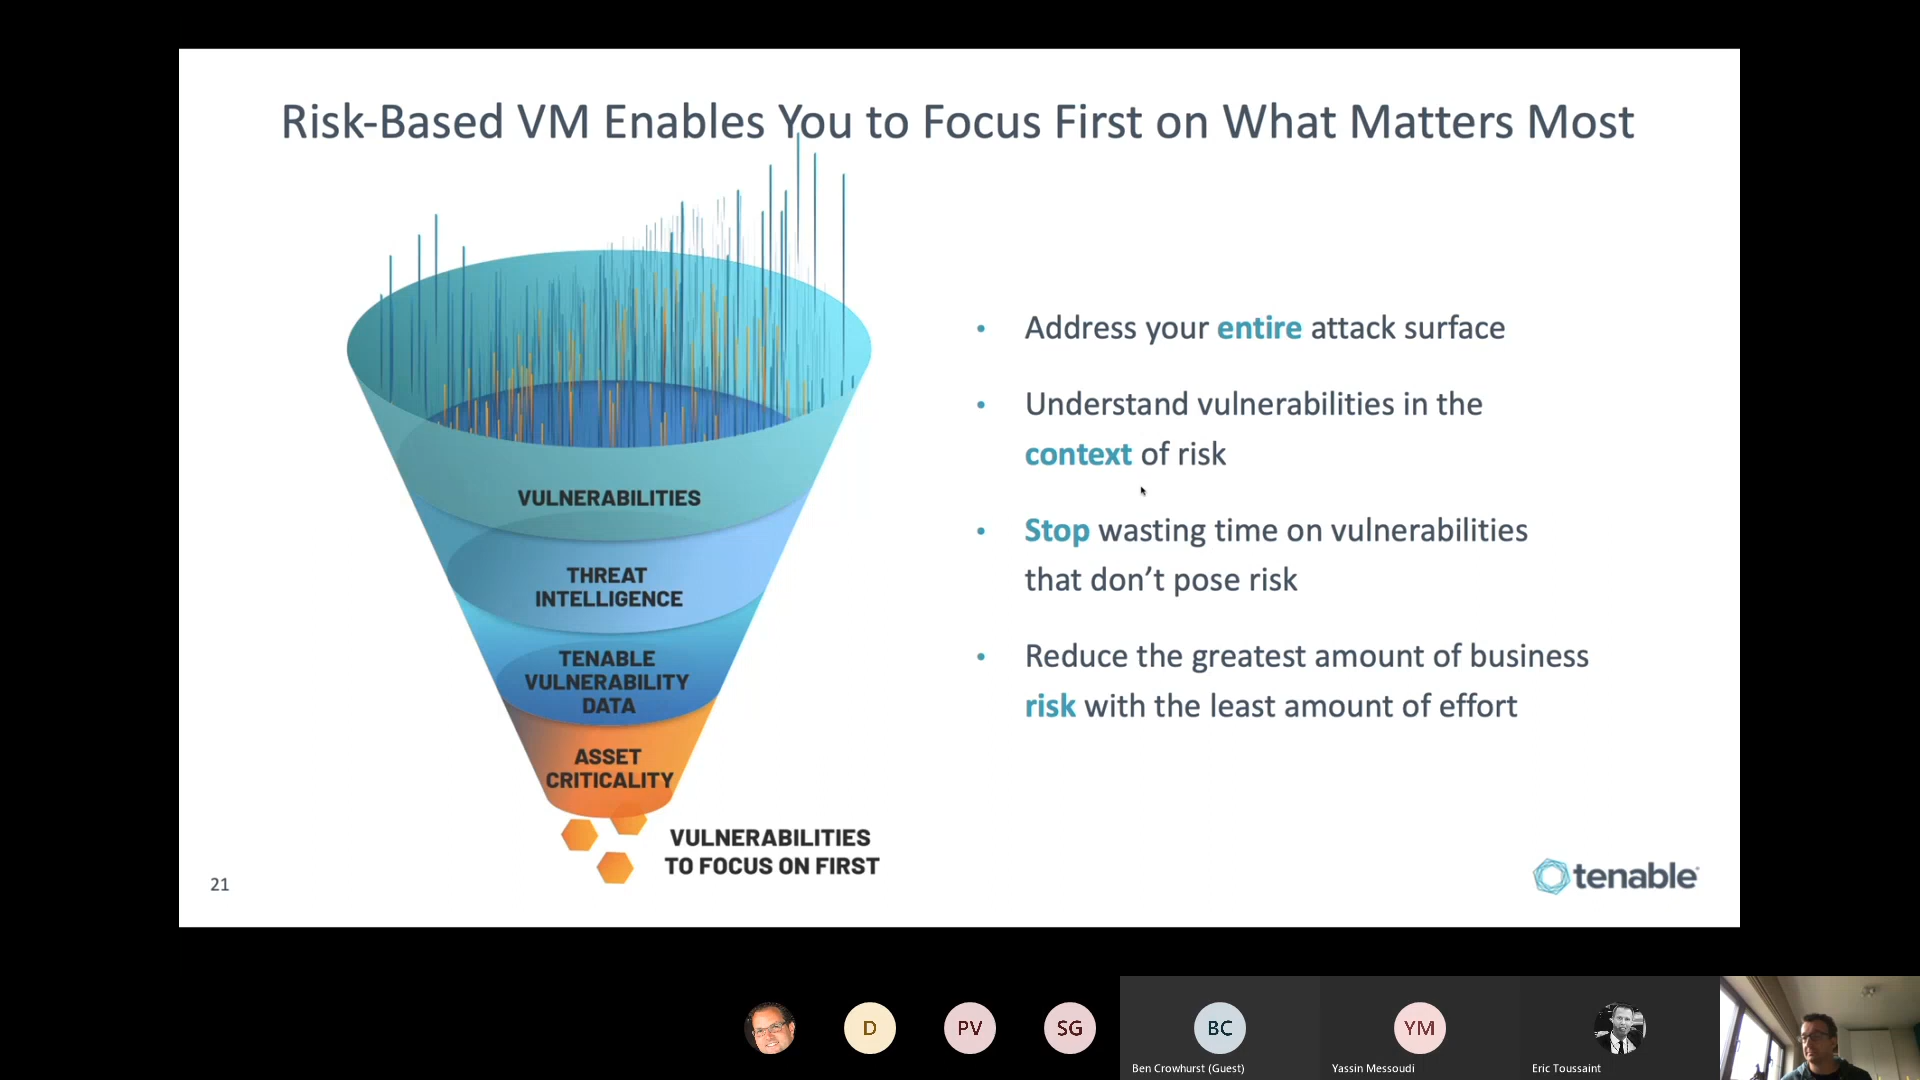 Risk-Based VM Enables You to Focus First on What Matters Most
VULNERABILITIES
THREAT
INTELLIGENCE
TENABLE
VULNERABILITY
DATA
ASSET
CRITICALITY
VULNERABILITIES
TO FOCUS ON FIRST
• Address your entire attack surface
• Understand vulnerabilities in the
context of risk
• Stop wasting time on vulnerabilities
that don’t pose risk
• Reduce the greatest amount of business
risk with the least amount of effort
21
tenable
D
PV
SG
BC
YM
Ben Crowhurst (Guest)
Yassin Messoudi
Eric Toussaint